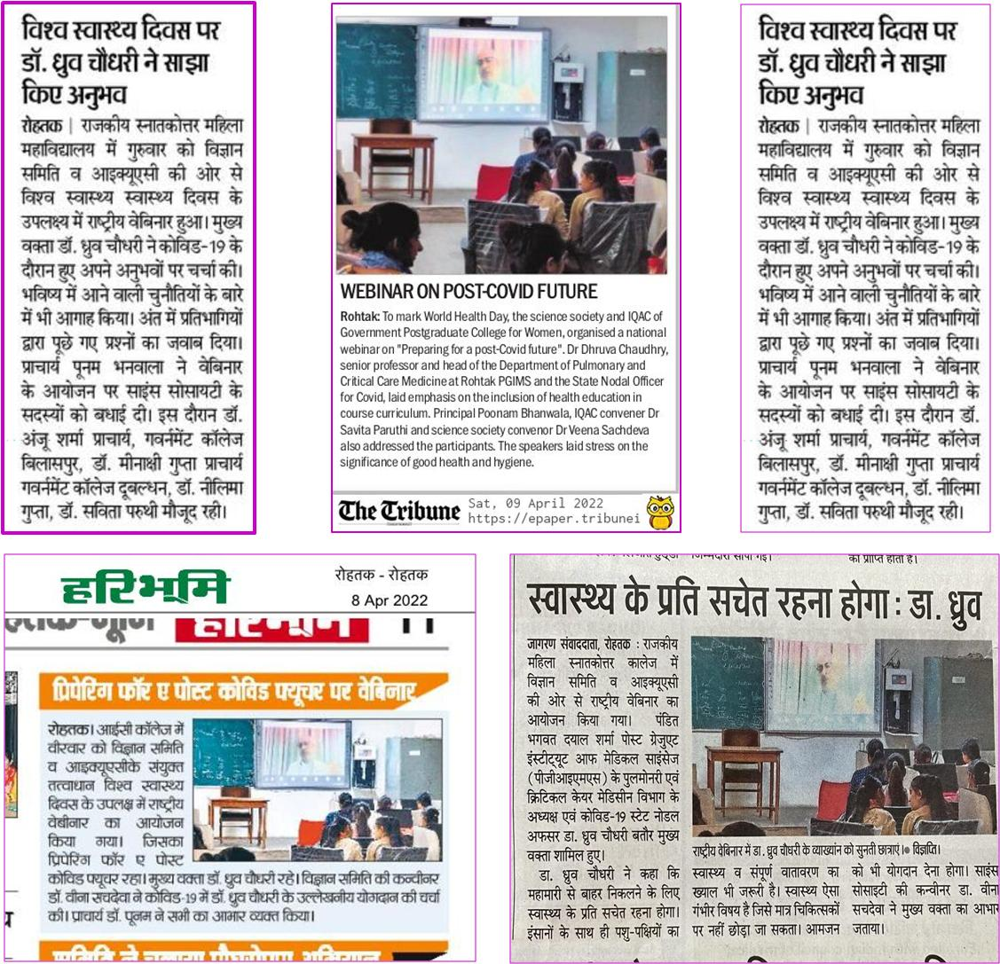 विश्व स्वास्थ्य दिवस पर
डॉ. ध्रुव चौधरी ने साझा
किए अनुभव
रोहतक | राजकीय स्नातकोत्तर महिला
महाविद्यालय में गुरुवार को विज्ञान
समिति व आइक्यूएसी की ओर से
विश्व स्वास्थ्य स्वास्थ्य दिवस के
उपलक्ष्य में राष्ट्रीय वेबिनार हुआ। मुख्य
वक्ता डॉ. ध्रुव चौधरी ने कोविड-19 के
दौरान हुए अपने अनुभवों पर चर्चा की।
भविष्य में आने वाली चुनौतियों के बारे
में भी आगाह किया। अंत में प्रतिभागियों
द्वारा पूछे गए प्रश्नों का जवाब दिया।
प्राचार्य पूनम भनवाला ने वेबिनार
के आयोजन पर साइंस सोसायटी के
सदस्यों को बधाई दी। इस दौरान डॉ.
अंजू शर्मा प्राचार्य, गवर्नमेंट कॉलेज
बिलासपुर, डॉ. मीनाक्षी गुप्ता प्राचार्य
गवर्नमेंट कॉलेज दूबल्धन, डॉ. नीलिमा
गुप्ता, डॉ. सविता परुथी मौजूद रही।
WEBINAR ON POST-COVID FUTURE
Rohtak: To mark World Health Day, the science society and IQAC of
Government Postgraduate College for Women, organised a national
webinar on "Preparing for a post-Covid future". Dr Dhruva Chaudhry,
senior professor and head of the Department of Pulmonary and
Critical Care Medicine at Rohtak PGIMS and the State Nodal Officer
for Covid, laid emphasis on the inclusion of health education in
course curriculum. Principal Poonam Bhanwala, IQAC convener Dr
Savita Paruthi and science society convenor Dr Veena Sachdeva
also addressed the participants. The speakers laid stress on the
significance of good health and hygiene.
The Tribune
Sat, 09 April 2022
https://epaper.tribunei
विश्व स्वास्थ्य दिवस पर
डॉ. ध्रुव चौधरी ने साझा
किए अनुभव
रोहतक | राजकीय स्नातकोत्तर महिला
महाविद्यालय में गुरुवार को विज्ञान
समिति व आइक्यूएसी की ओर से
विश्व स्वास्थ्य स्वास्थ्य दिवस के
उपलक्ष्य में राष्ट्रीय वेबिनार हुआ। मुख्य
वक्ता डॉ. ध्रुव चौधरी ने कोविड-19 के
दौरान हुए अपने अनुभवों पर चर्चा की।
भविष्य में आने वाली चुनौतियों के बारे
में भी आगाह किया। अंत में प्रतिभागियों
द्वारा पूछे गए प्रश्नों का जवाब दिया।
प्राचार्य पूनम भनवाला ने वेबिनार
के आयोजन पर साइंस सोसायटी के
सदस्यों को बधाई दी। इस दौरान डॉ.
अंजू शर्मा प्राचार्य, गवर्नमेंट कॉलेज
बिलासपुर, डॉ. मीनाक्षी गुप्ता प्राचार्य
गवर्नमेंट कॉलेज दूबल्धन, डॉ. नीलिमा
गुप्ता, डॉ. सविता परुथी मौजूद रही।
हरिभूमि
रोहतक - रोहतक
8 Apr 2022
प्रिपेरिंग फॉर ए पोस्ट कोविड फ्यूचर पर वेबिनार
रोहतक। आईसी कॉलेज में
वीरवार को विज्ञान समिति
व आइक्यूएसीके संयुक्त
तत्वाधान विश्व स्वास्थ्य
दिवस के उपलक्ष में राष्ट्रीय
वेबीनार का आयोजन
किया गया। जिसका
प्रिपेरिंग फॉर ए पोस्ट
कोविड फ्यूचर रहा। मुख्य वक्ता डॉ. ध्रुव चौधरी रहे। विज्ञान समिति की कन्वीनर
डॉ. वीना सचदेवा ने कोविड-19 में डॉ. ध्रुव चौधरी के उल्लेखनीय योगदान की चर्चा
की। प्राचार्य डॉ. पूनम ने सभी का आभार व्यक्त किया।
स्वास्थ्य के प्रति सचेत रहना होगा : डा. ध्रुव
जागरण संवाददाता, रोहतक : राजकीय
महिला स्नातकोत्तर कालेज में
विज्ञान समिति व आइक्यूएसी
की ओर से राष्ट्रीय वेबिनार का
आयोजन किया गया। पंडित
भगवत दयाल शर्मा पोस्ट ग्रेजुएट
इंस्टीट्यूट आफ मेडिकल साइंसेज
(पीजीआइएमएस) के पुलमोनरी एवं
क्रिटिकल केयर मेडिसीन विभाग के
अध्यक्ष एवं कोविड-19 स्टेट नोडल
अफसर डा. ध्रुव चौधरी बतौर मुख्य
वक्ता शामिल हुए।
डा. ध्रुव चौधरी ने कहा कि
महामारी से बाहर निकलने के लिए
स्वास्थ्य के प्रति सचेत रहना होगा।
इंसानों के साथ ही पशु-पक्षियों का
राष्ट्रीय वेबिनार में डा. ध्रुव चौधरी के व्याख्यांन को सुनती छात्राएं।● विज्ञप्ति।
स्वास्थ्य व संपूर्ण वातावरण का
ख्याल भी जरूरी है। स्वास्थ्य ऐसा
गंभीर विषय है जिसे मात्र चिकित्सकों
पर नहीं छोड़ा जा सकता। आमजन
को भी योगदान देना होगा। साइंस
सोसाइटी की कन्वीनर डा. वीना
सचदेवा ने मुख्य वक्ता का आभार
जताया।